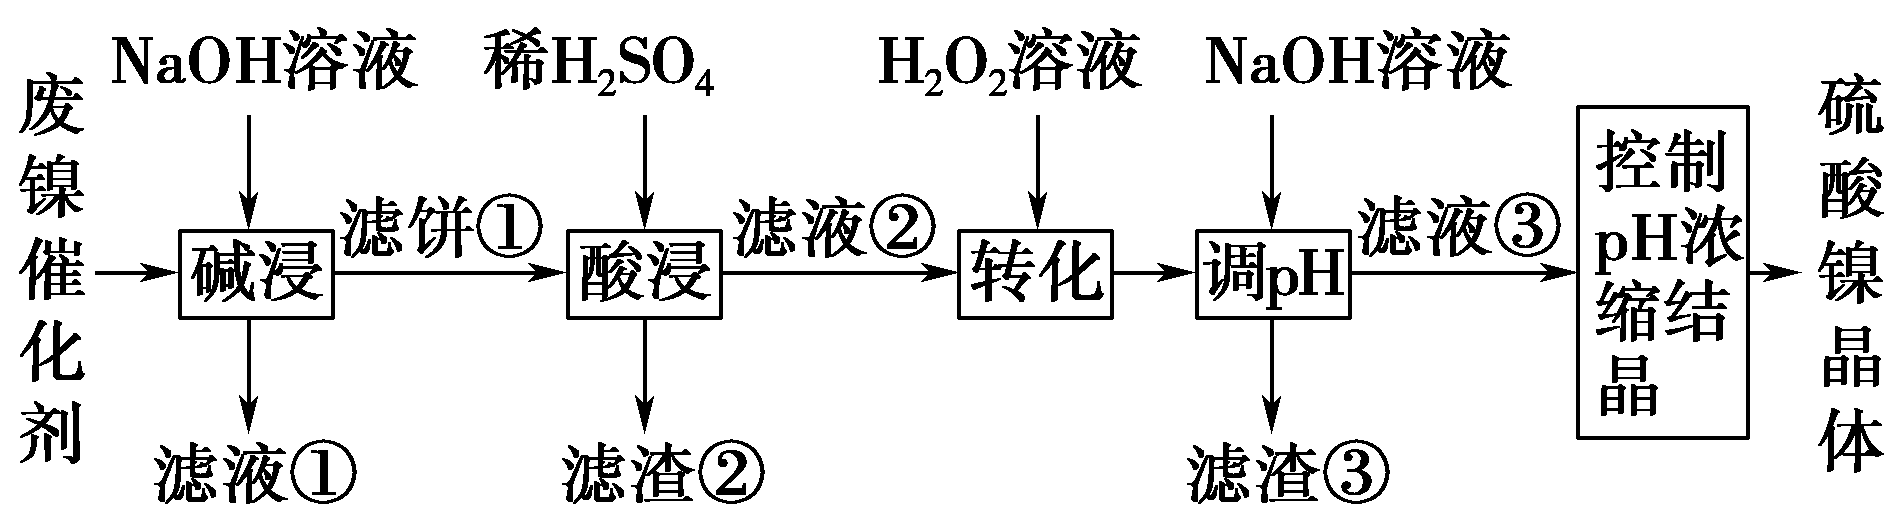 废镍催化剂
NaOH溶液
稀H₂SO₄
H₂O₂溶液
NaOH溶液
碱浸
滤饼①
酸浸
滤液②
转化
调pH
滤液③
控制
pH浓
缩结
晶
硫酸镍晶体
滤液①
滤渣②
滤渣③